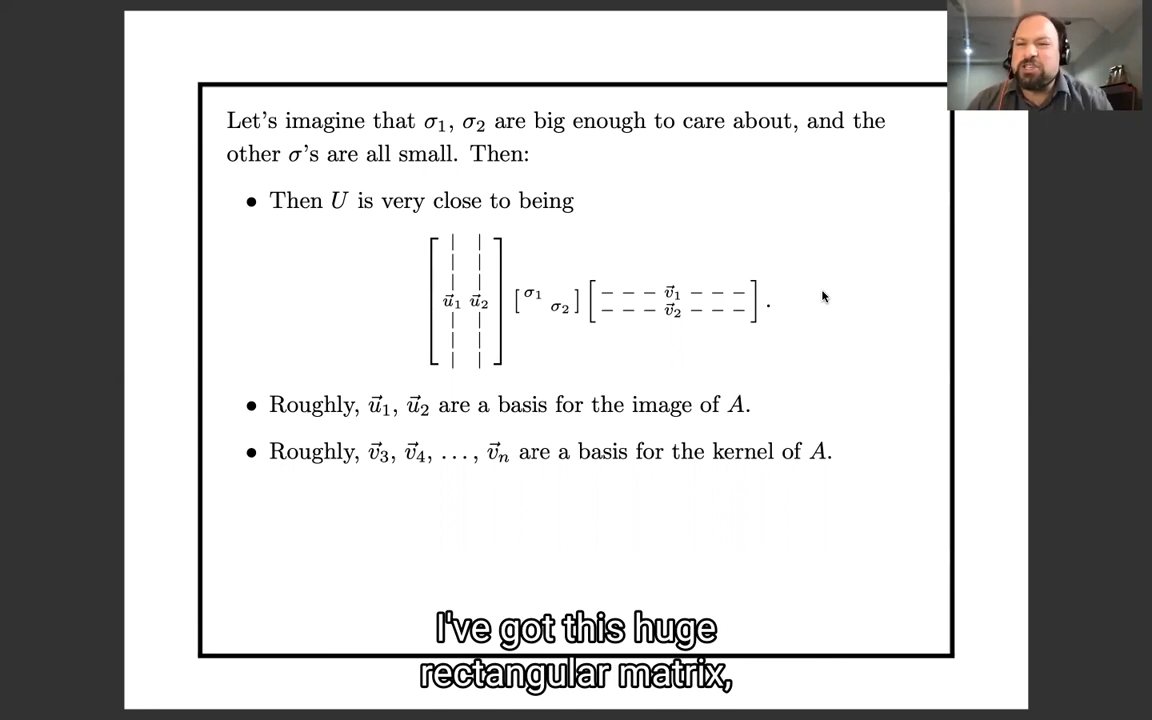 Let's imagine that σ₁, σ₂ are big enough to care about, and the
other σ's are all small. Then:
• Then U is very close to being
[ u⃗₁ u⃗₂ ] [ σ₁ σ₂ ] [ – – – v⃗₁ – – – – – – v⃗₂ – – – ] .
• Roughly, u⃗₁, u⃗₂ are a basis for the image of A.
• Roughly, v⃗₃, v⃗₄, …, v⃗ₙ are a basis for the kernel of A.
I've got this huge
rectangular matrix,